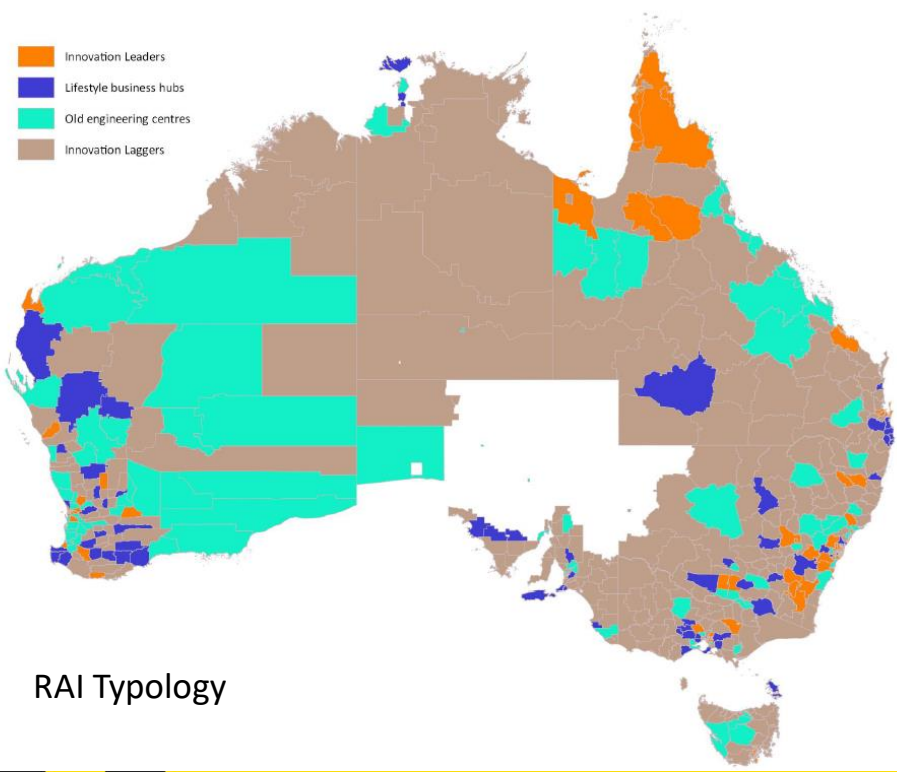 Innovation Leaders
Lifestyle business hubs
Old engineering centres
Innovation Laggers
RAI Typology